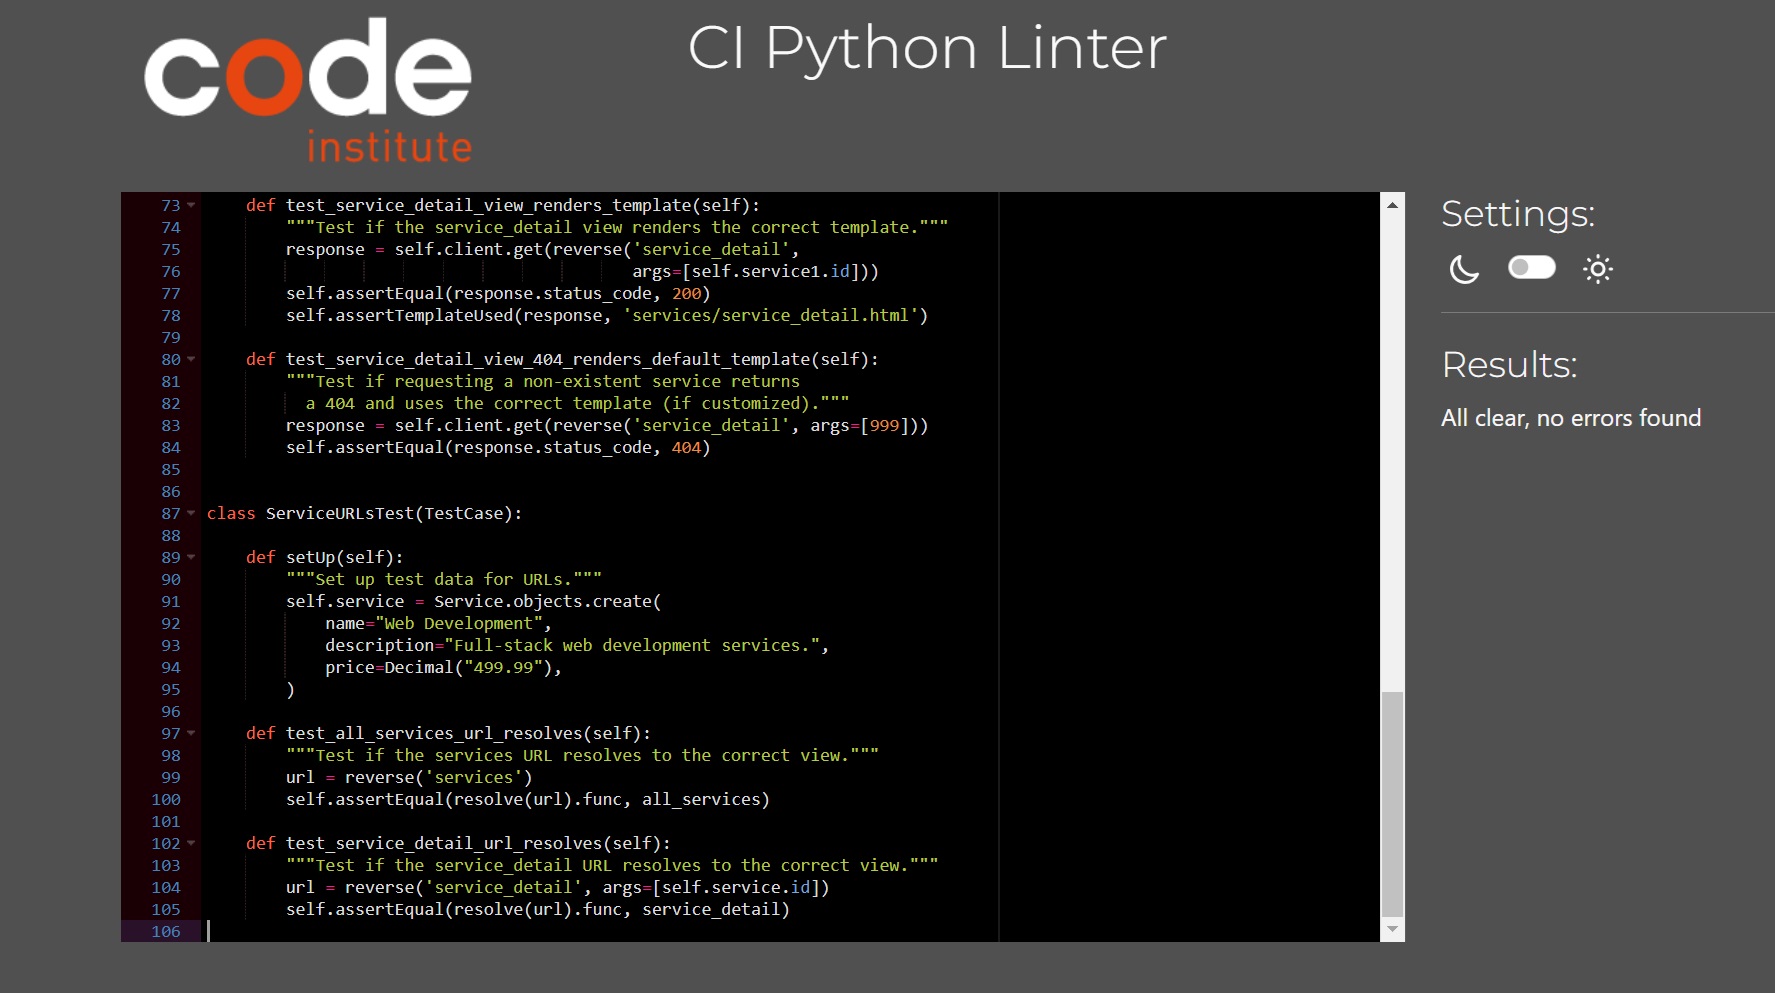 code
institute
CI Python Linter
73 def test_service_detail_view_renders_template(self):
74 """Test if the service_detail view renders the correct template."""
75 response = self.client.get(reverse('service_detail',
76 args=[self.service1.id]))
77 self.assertEqual(response.status_code, 200)
78 self.assertTemplateUsed(response, 'services/service_detail.html')
79
80 def test_service_detail_view_404_renders_default_template(self):
81 """Test if requesting a non-existent service returns
82 a 404 and uses the correct template (if customized)."""
83 response = self.client.get(reverse('service_detail', args=[999]))
84 self.assertEqual(response.status_code, 404)
85
86
87 class ServiceURLsTest(TestCase):
88
89 def setUp(self):
90 """Set up test data for URLs."""
91 self.service = Service.objects.create(
92 name="Web Development",
93 description="Full-stack web development services.",
94 price=Decimal("499.99"),
95 )
96
97 def test_all_services_url_resolves(self):
98 """Test if the services URL resolves to the correct view."""
99 url = reverse('services')
100 self.assertEqual(resolve(url).func, all_services)
101
102 def test_service_detail_url_resolves(self):
103 """Test if the service_detail URL resolves to the correct view."""
104 url = reverse('service_detail', args=[self.service.id])
105 self.assertEqual(resolve(url).func, service_detail)
106
Settings:
Results:
All clear, no errors found